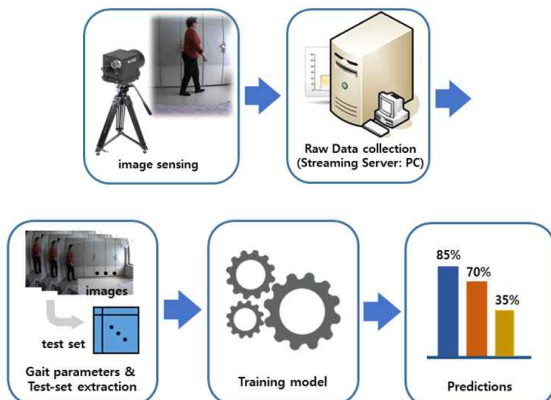 image sensing
Raw Data collection
(Streaming Server: PC)
images
test set
Gait parameters &
Test-set extraction
Training model
85%
70%
35%
Predictions